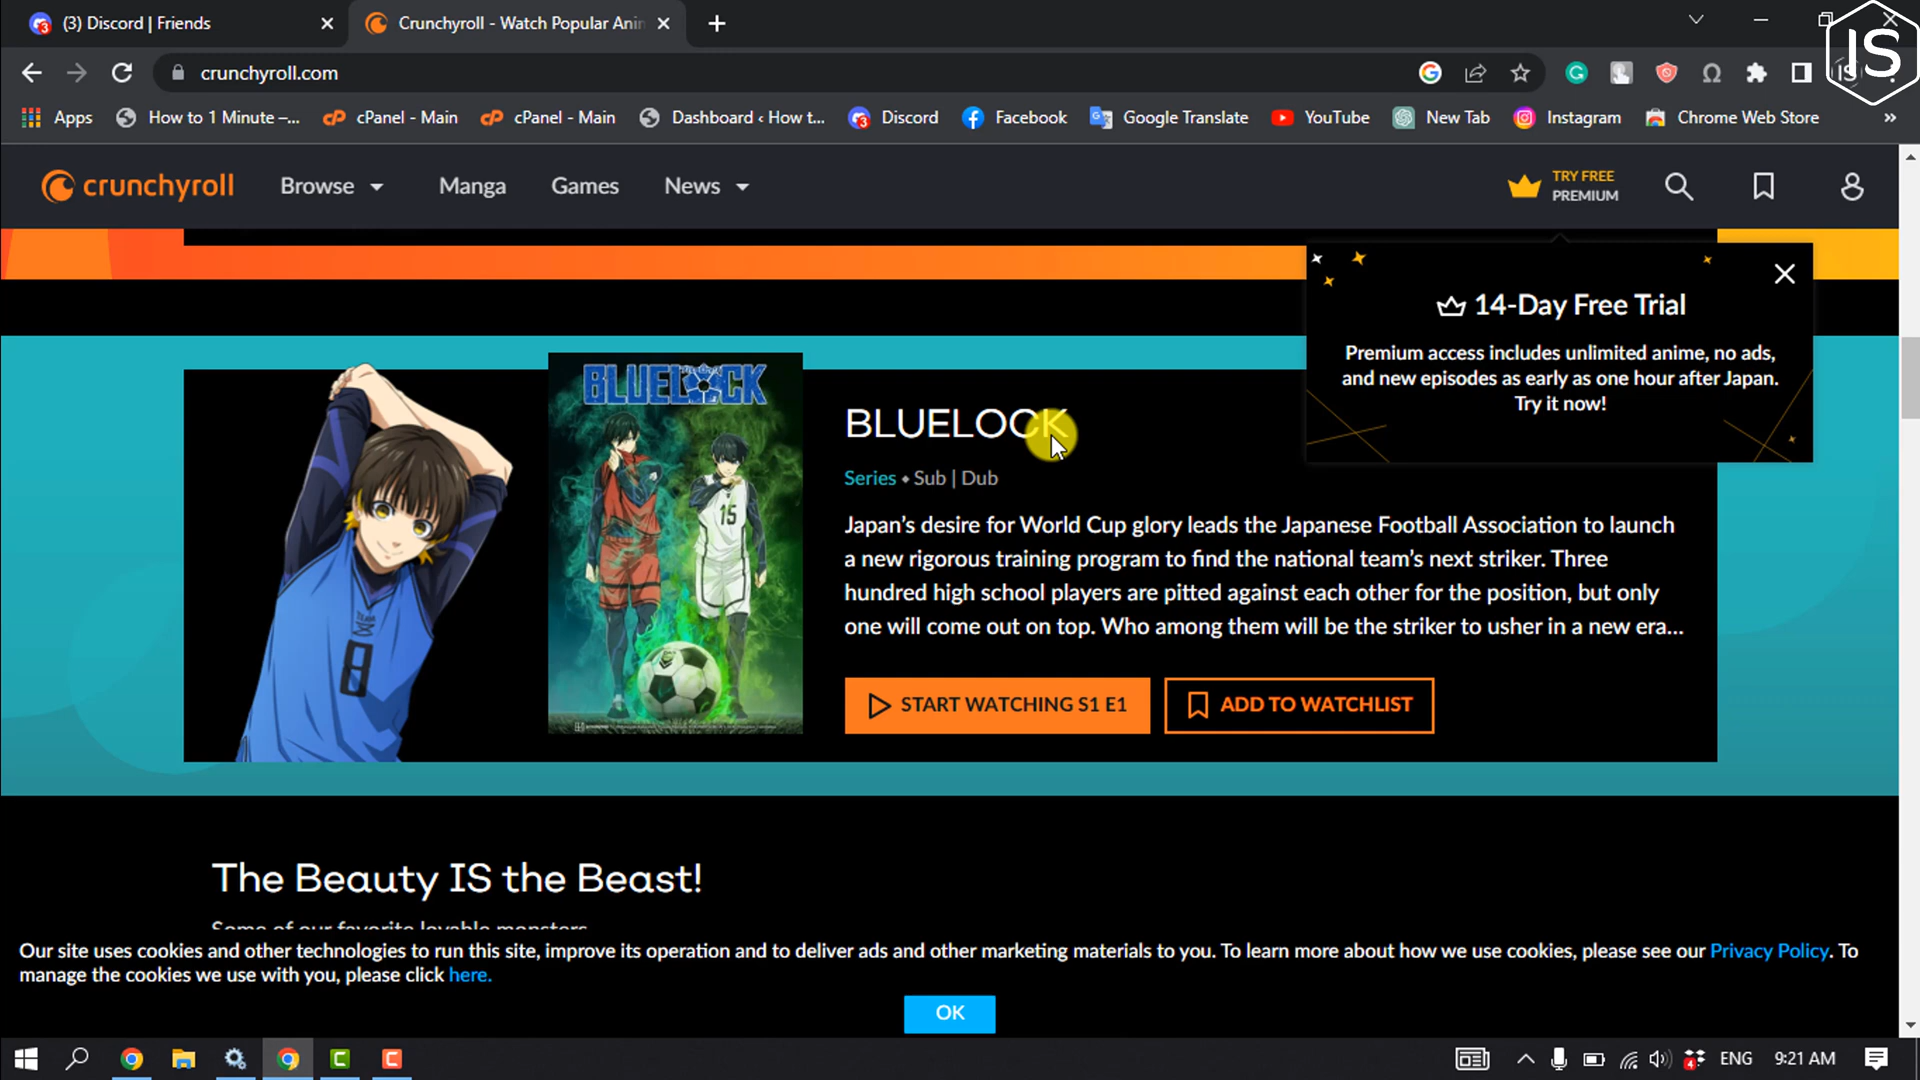 (3) Discord | Friends
Crunchyroll - Watch Popular Anim
IS
crunchyroll.com
Apps
How to 1 Minute –...
cPanel - Main
cPanel - Main
Dashboard ‹ How t...
Discord
Facebook
Google Translate
YouTube
New Tab
Instagram
Chrome Web Store
»
crunchyroll
Browse
Manga
Games
News
TRY FREE
PREMIUM
14-Day Free Trial
Premium access includes unlimited anime, no ads,
and new episodes as early as one hour after Japan.
Try it now!
BLUELOCK
15
8
BLUELOCK
Series ⬥ Sub | Dub
Japan's desire for World Cup glory leads the Japanese Football Association to launch
a new rigorous training program to find the national team's next striker. Three
hundred high school players are pitted against each other for the position, but only
one will come out on top. Who among them will be the striker to usher in a new era...
START WATCHING S1 E1
ADD TO WATCHLIST
The Beauty IS the Beast!
Some of our favorite lovable monsters
Our site uses cookies and other technologies to run this site, improve its operation and to deliver ads and other marketing materials to you. To learn more about how we use cookies, please see our Privacy Policy. To
manage the cookies we use with you, please click here.
OK
ENG
9:21 AM